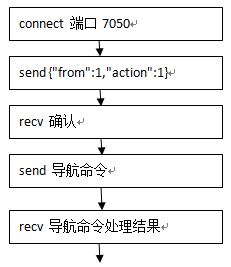 connect 端口 7050
send{"from":1,"action":1}
recv 确认
send 导航命令
recv 导航命令处理结果